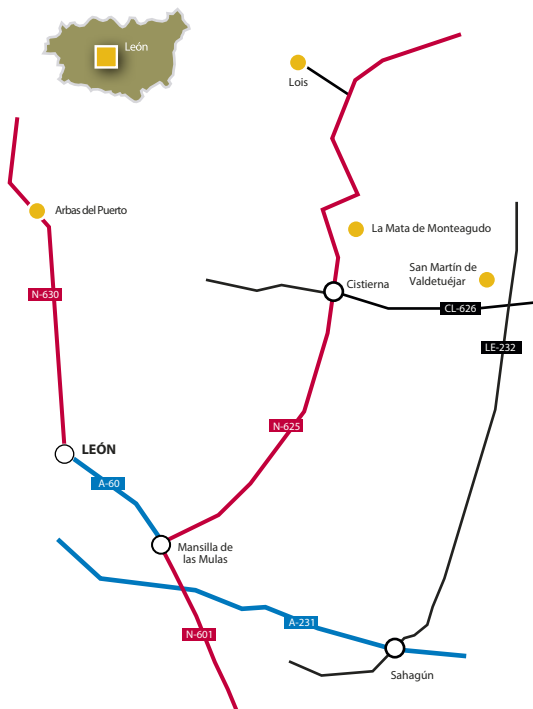 León
Lois
Arbas del Puerto
La Mata de Monteagudo
San Martín de
Valdetuéjar
Cistierna
N-630
CL-626
LE-232
N-625
LEÓN
A-60
Mansilla de
las Mulas
A-231
N-601
Sahagún